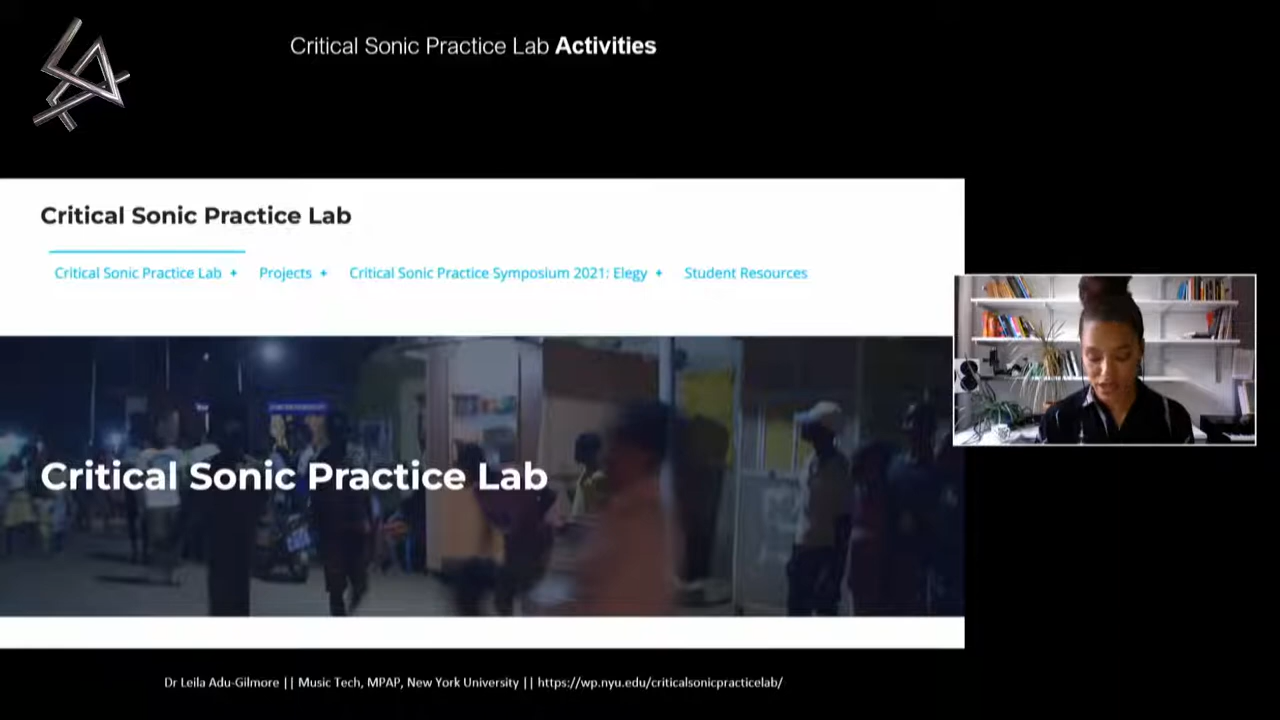 Critical Sonic Practice Lab Activities
Critical Sonic Practice Lab
Critical Sonic Practice Lab + Projects + Critical Sonic Practice Symposium 2021: Elegy + Student Resources
Critical Sonic Practice Lab
Dr Leila Adu-Gilmore || Music Tech, MPAP, New York University || https://wp.nyu.edu/criticalsonicpracticelab/